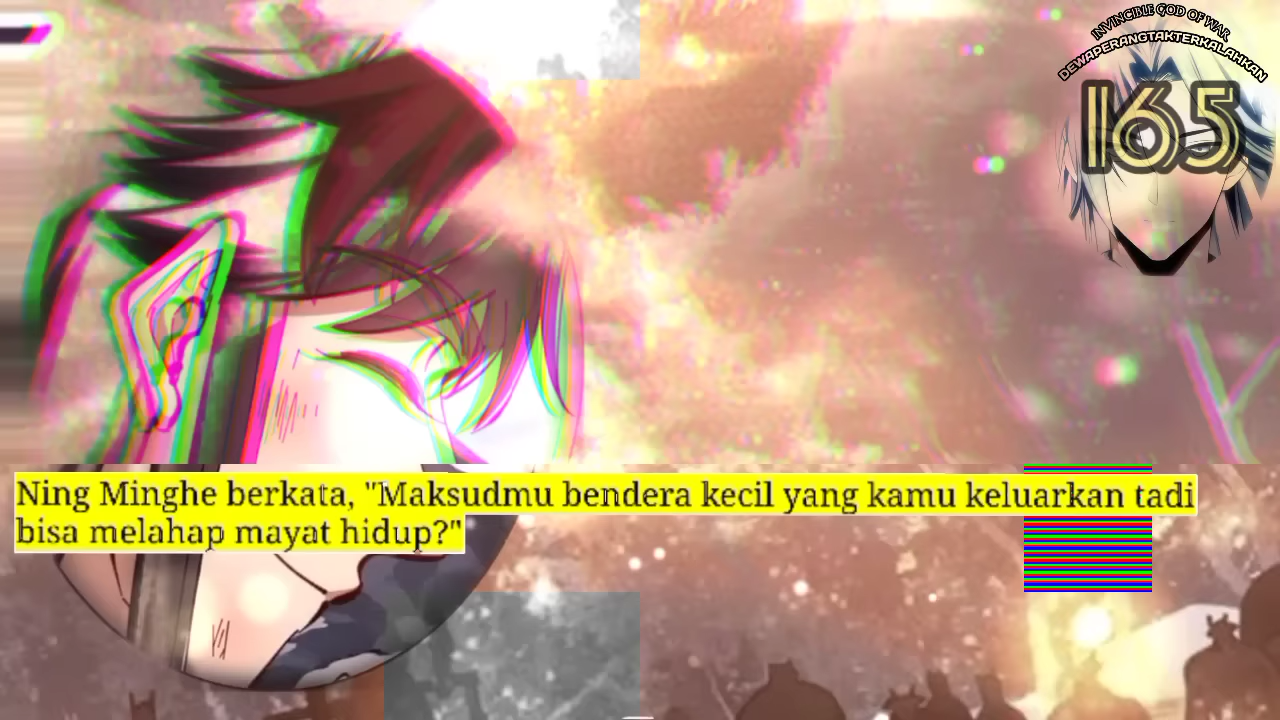 INVINCIBLE GOD OF WAR
DEWAPERANGTAKTERKALAHKAN
165
Ning Minghe berkata, "Maksudmu bendera kecil yang kamu keluarkan tadi
bisa melahap mayat hidup?"